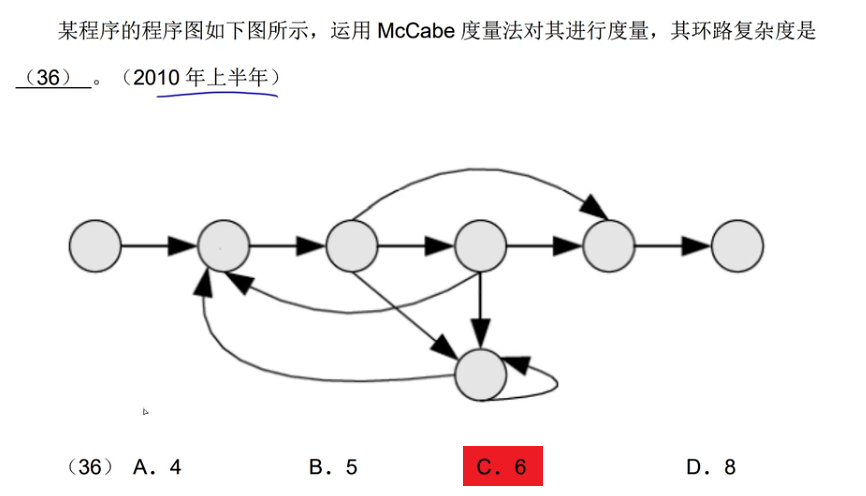 某程序的程序图如下图所示，运用 McCabe 度量法对其进行度量，其环路复杂度是
（36） 。（2010 年上半年）
（36） A．4 B．5 C．6 D．8